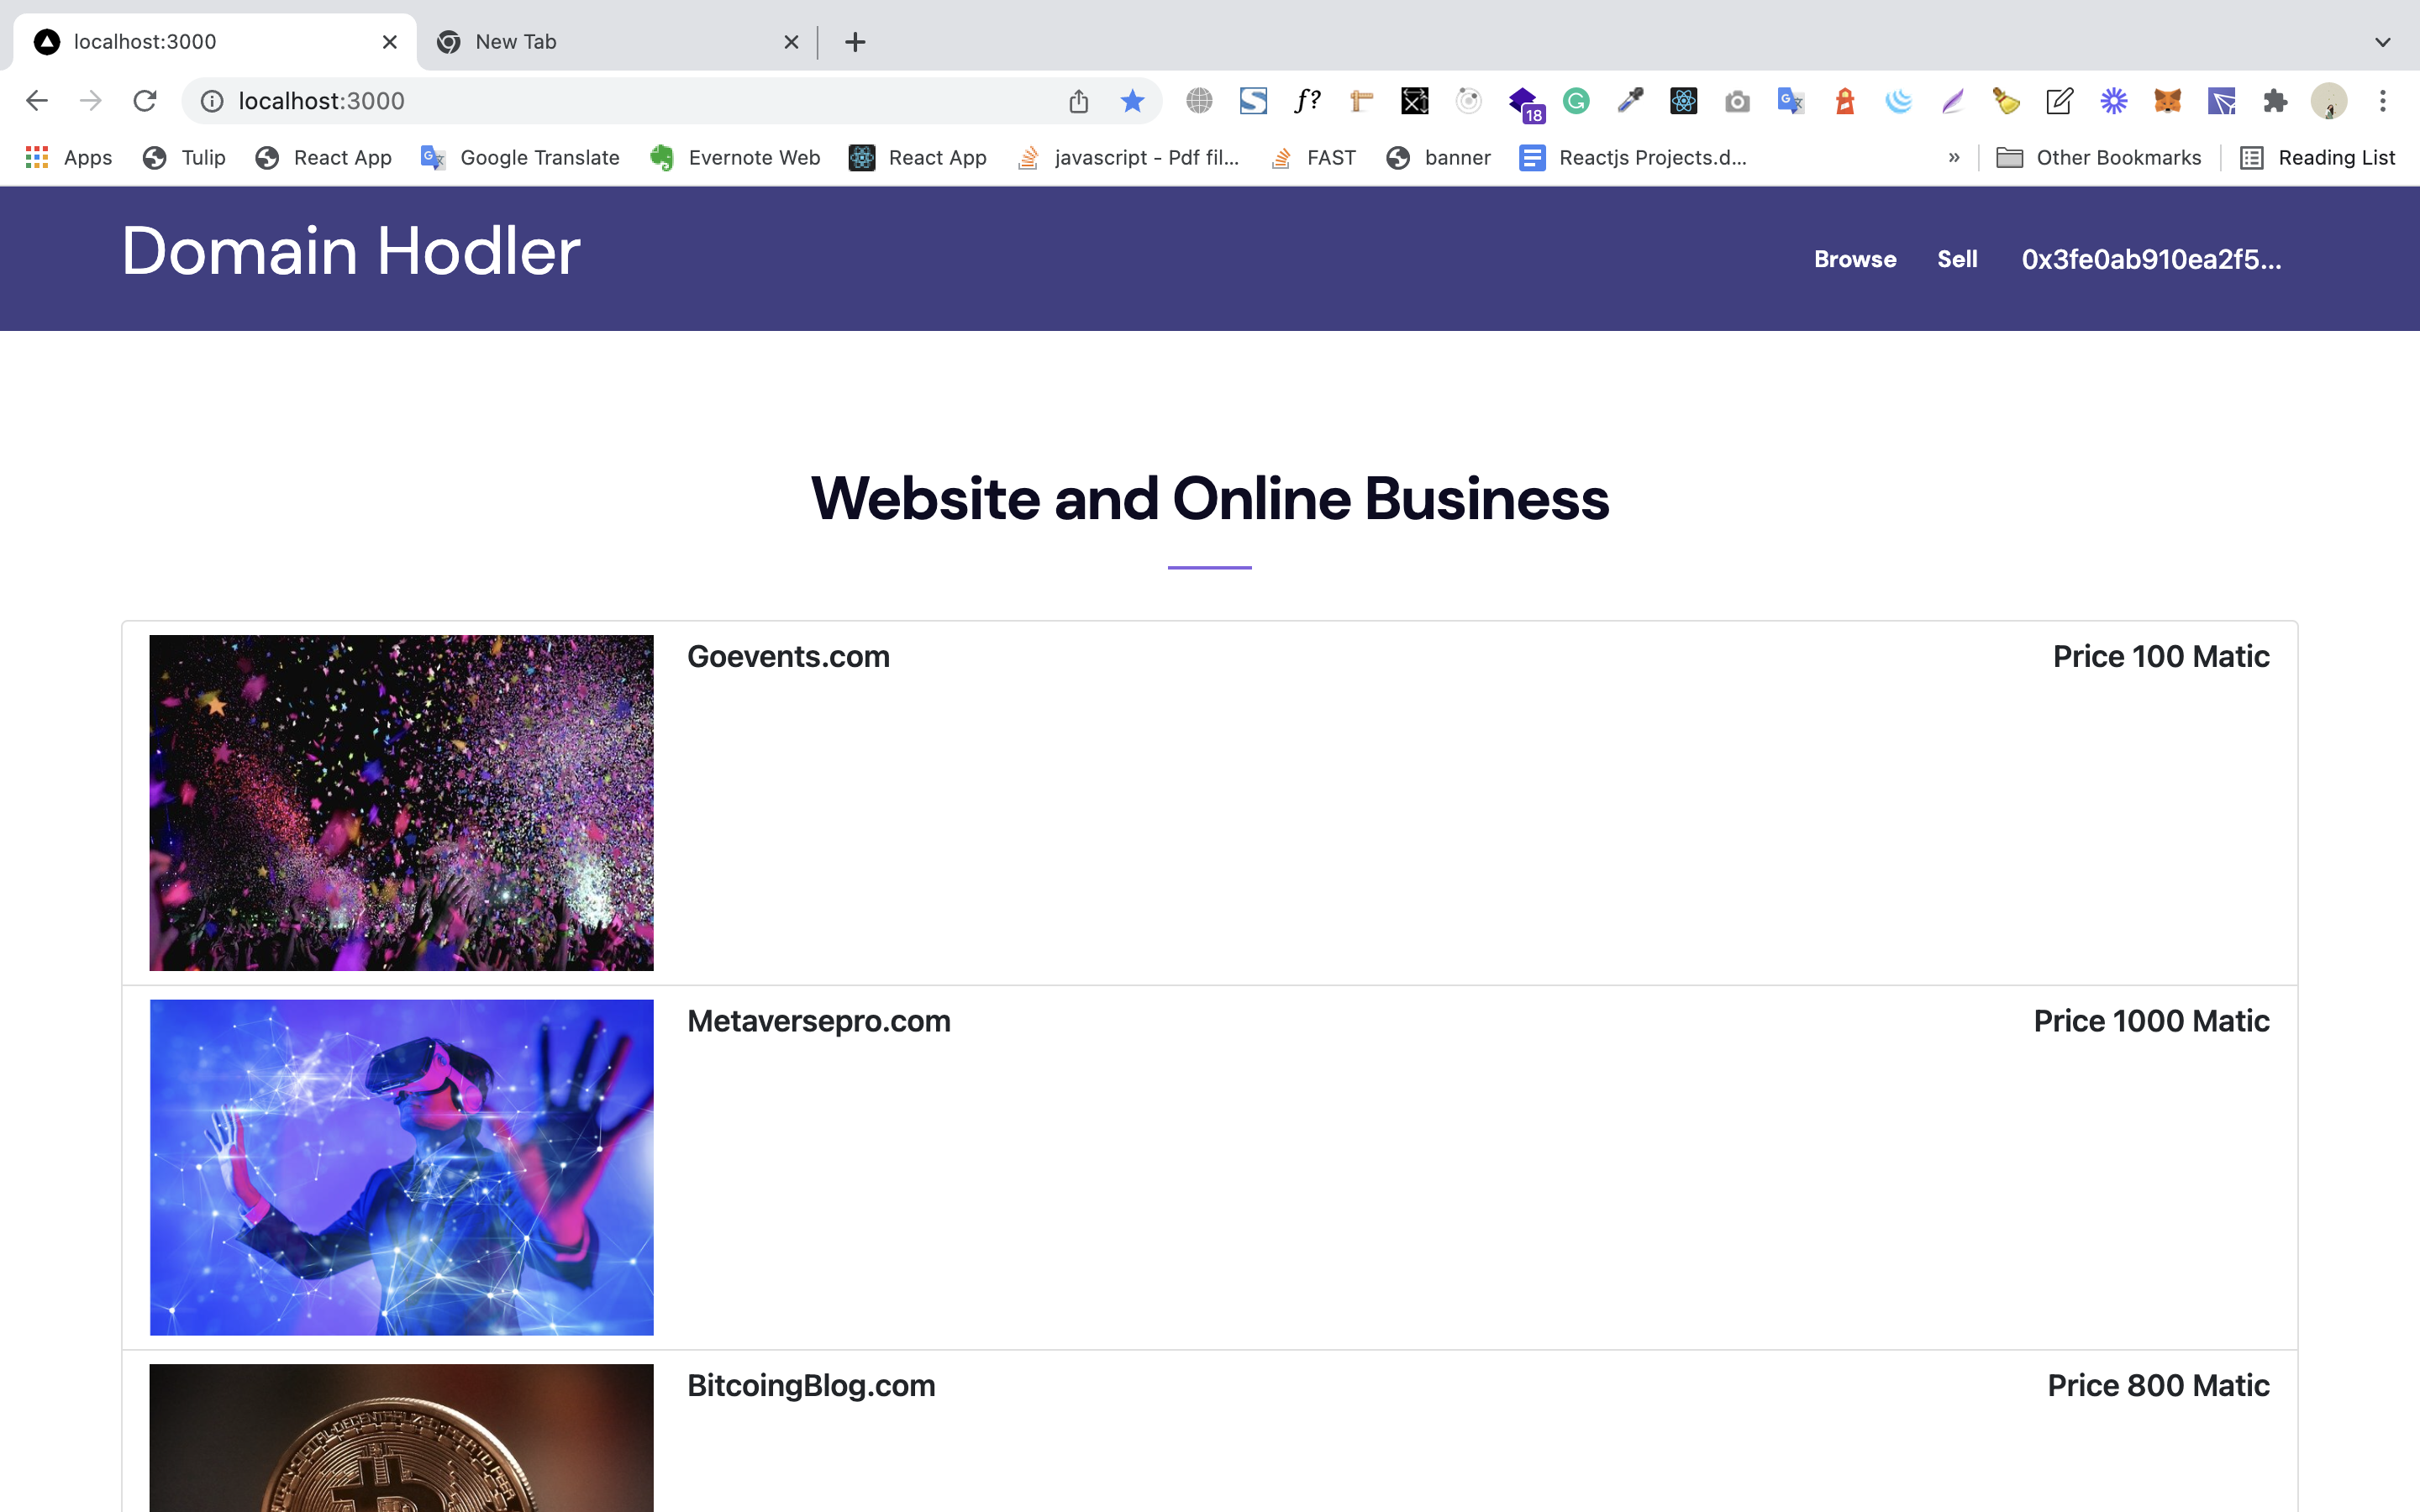 localhost:3000
New Tab
localhost:3000
f?
18
Apps
Tulip
React App
Google Translate
Evernote Web
React App
javascript - Pdf fil...
FAST
banner
Reactjs Projects.d...
»
Other Bookmarks
Reading List
Domain Hodler
Browse
Sell
0x3fe0ab910ea2f5...
Website and Online Business
Goevents.com
Price 100 Matic
Metaversepro.com
Price 1000 Matic
BitcoingBlog.com
Price 800 Matic